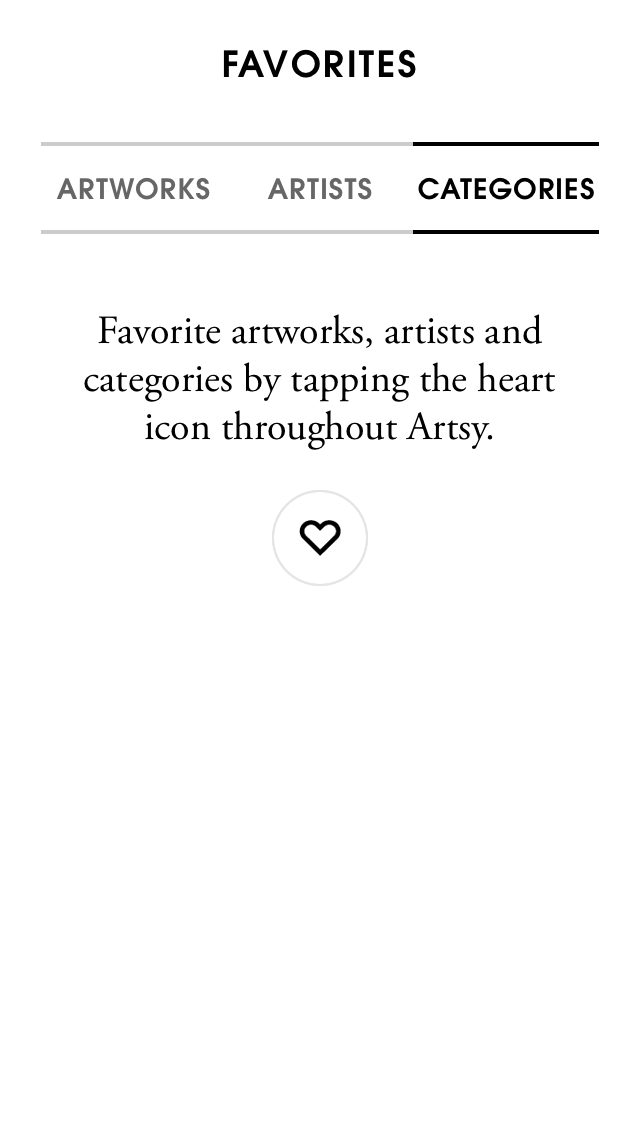 FAVORITES
ARTWORKS ARTISTS CATEGORIES
Favorite artworks, artists and
categories by tapping the heart
icon throughout Artsy.